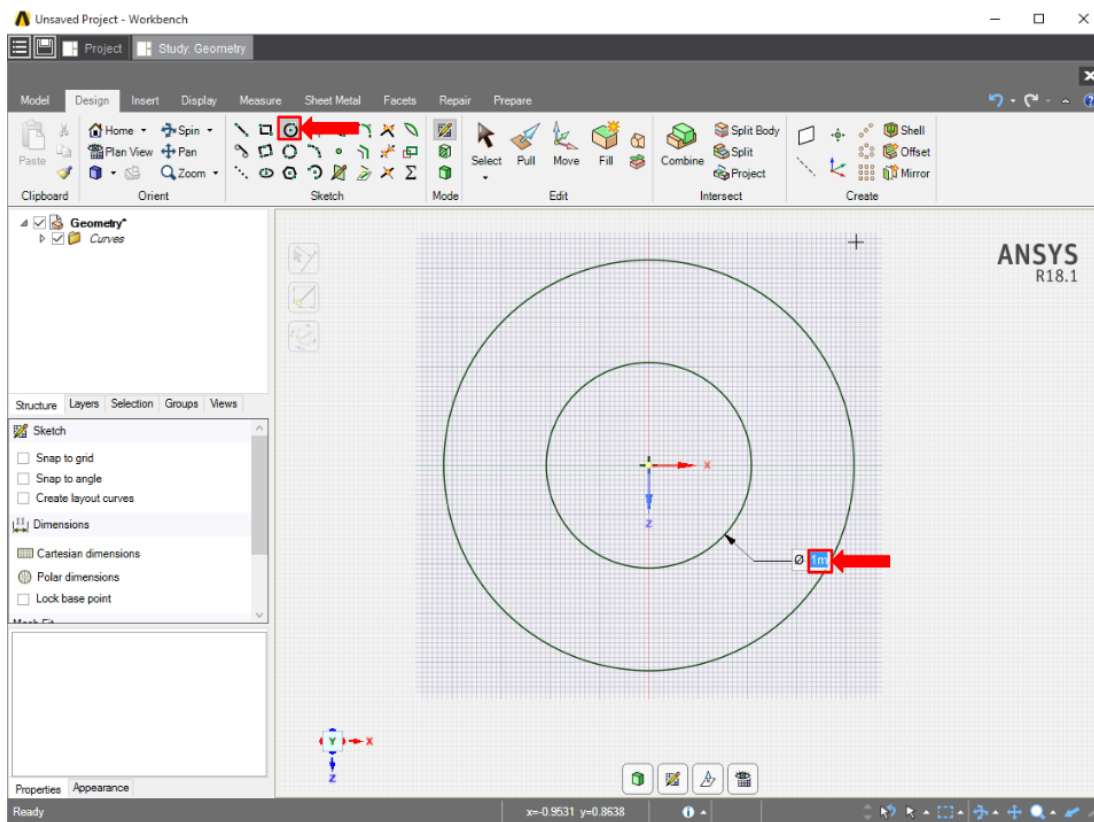 Unsaved Project - Workbench
Project Study: Geometry
Model Design Insert Display Measure Sheet Metal Facets Repair Prepare
Paste
Home Spin
Plan View Pan
Zoom
Select Pull Move Fill
Combine
Split Body
Split
Project
Shell
Offset
Mirror
Clipboard Orient Sketch Mode Edit Intersect Create
Geometry*
Curves
Structure Layers Selection Groups Views
Sketch
Snap to grid
Snap to angle
Create layout curves
Dimensions
Cartesian dimensions
Polar dimensions
Lock base point
Properties Appearance
ANSYS
R18.1
X
Z
Ø 1m
Y X
Z
Ready x=-0.9531 y=0.8638